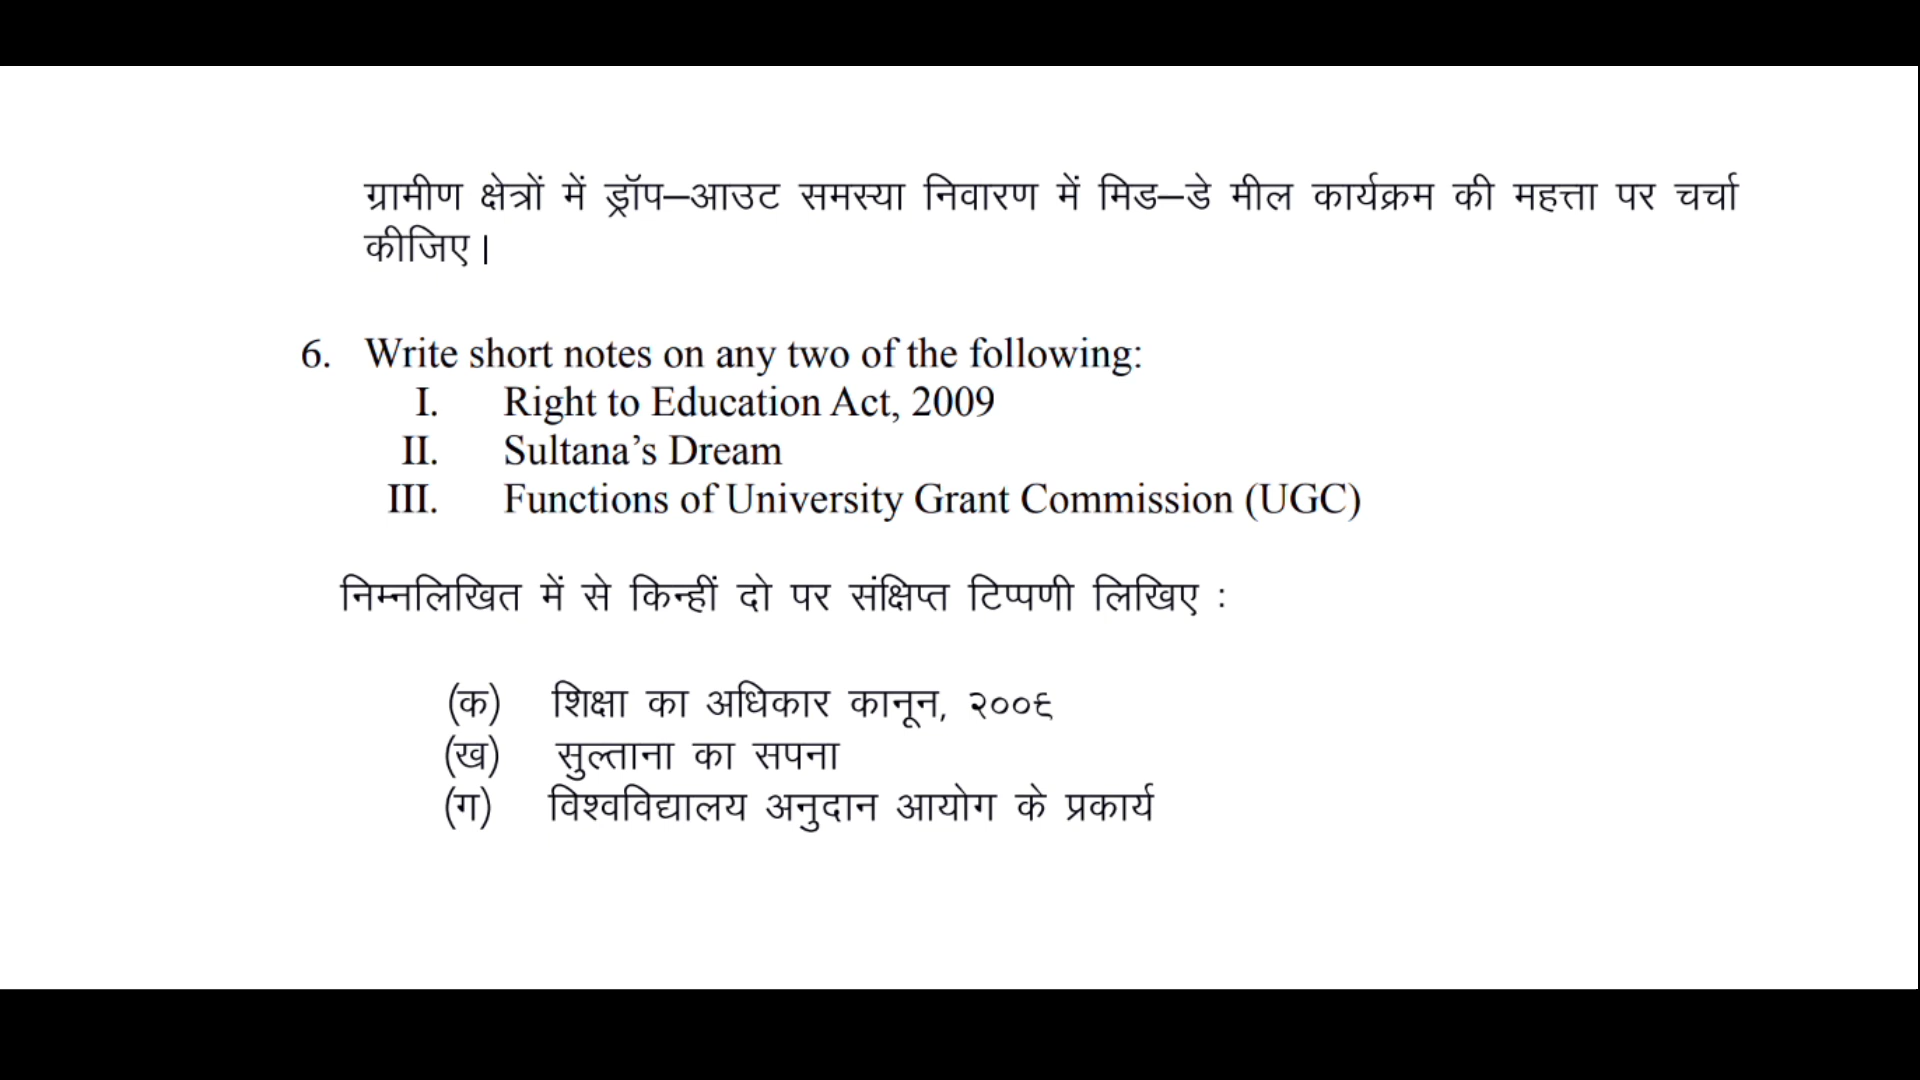 ग्रामीण क्षेत्रों में ड्रॉप–आउट समस्या निवारण में मिड–डे मील कार्यक्रम की महत्ता पर चर्चा
कीजिए।
6. Write short notes on any two of the following:
I. Right to Education Act, 2009
II. Sultana’s Dream
III. Functions of University Grant Commission (UGC)
निम्नलिखित में से किन्हीं दो पर संक्षिप्त टिप्पणी लिखिए :
(क) शिक्षा का अधिकार कानून, २००९
(ख) सुल्ताना का सपना
(ग) विश्वविद्यालय अनुदान आयोग के प्रकार्य